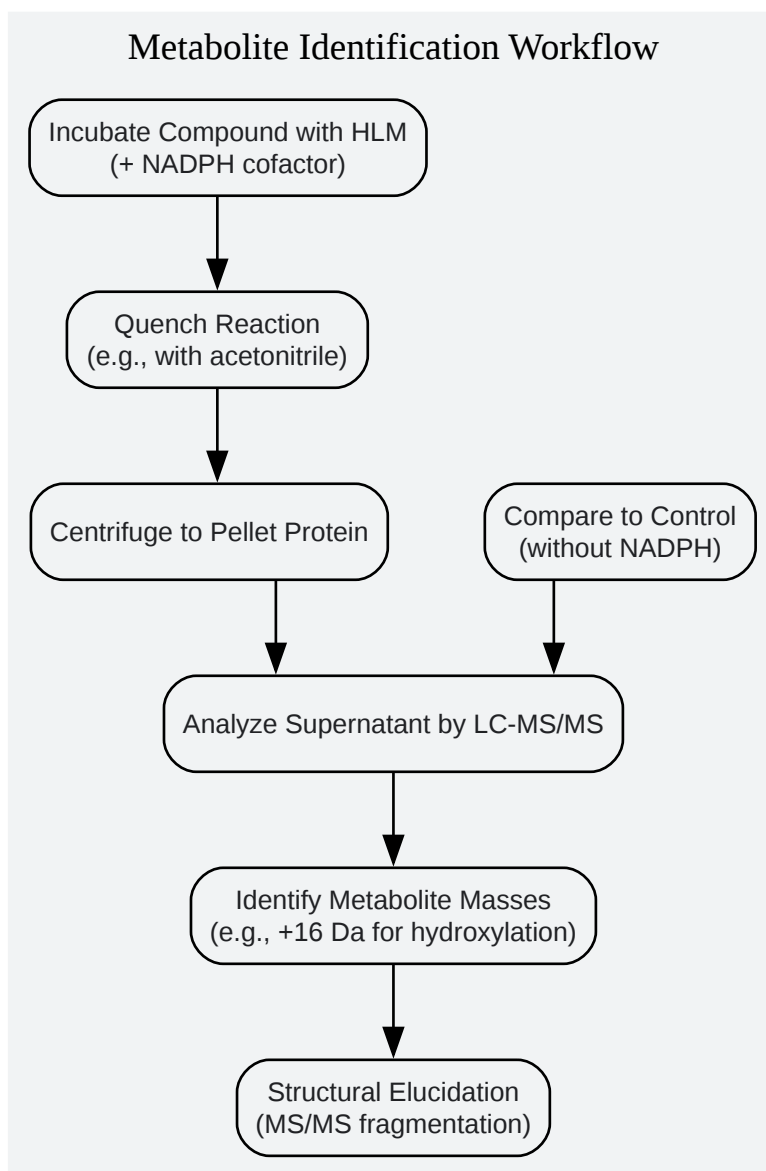 Metabolite Identification Workflow
Incubate Compound with HLM
(+ NADPH cofactor)
Quench Reaction
(e.g., with acetonitrile)
Centrifuge to Pellet Protein
Compare to Control
(without NADPH)
Analyze Supernatant by LC-MS/MS
Identify Metabolite Masses
(e.g., +16 Da for hydroxylation)
Structural Elucidation
(MS/MS fragmentation)